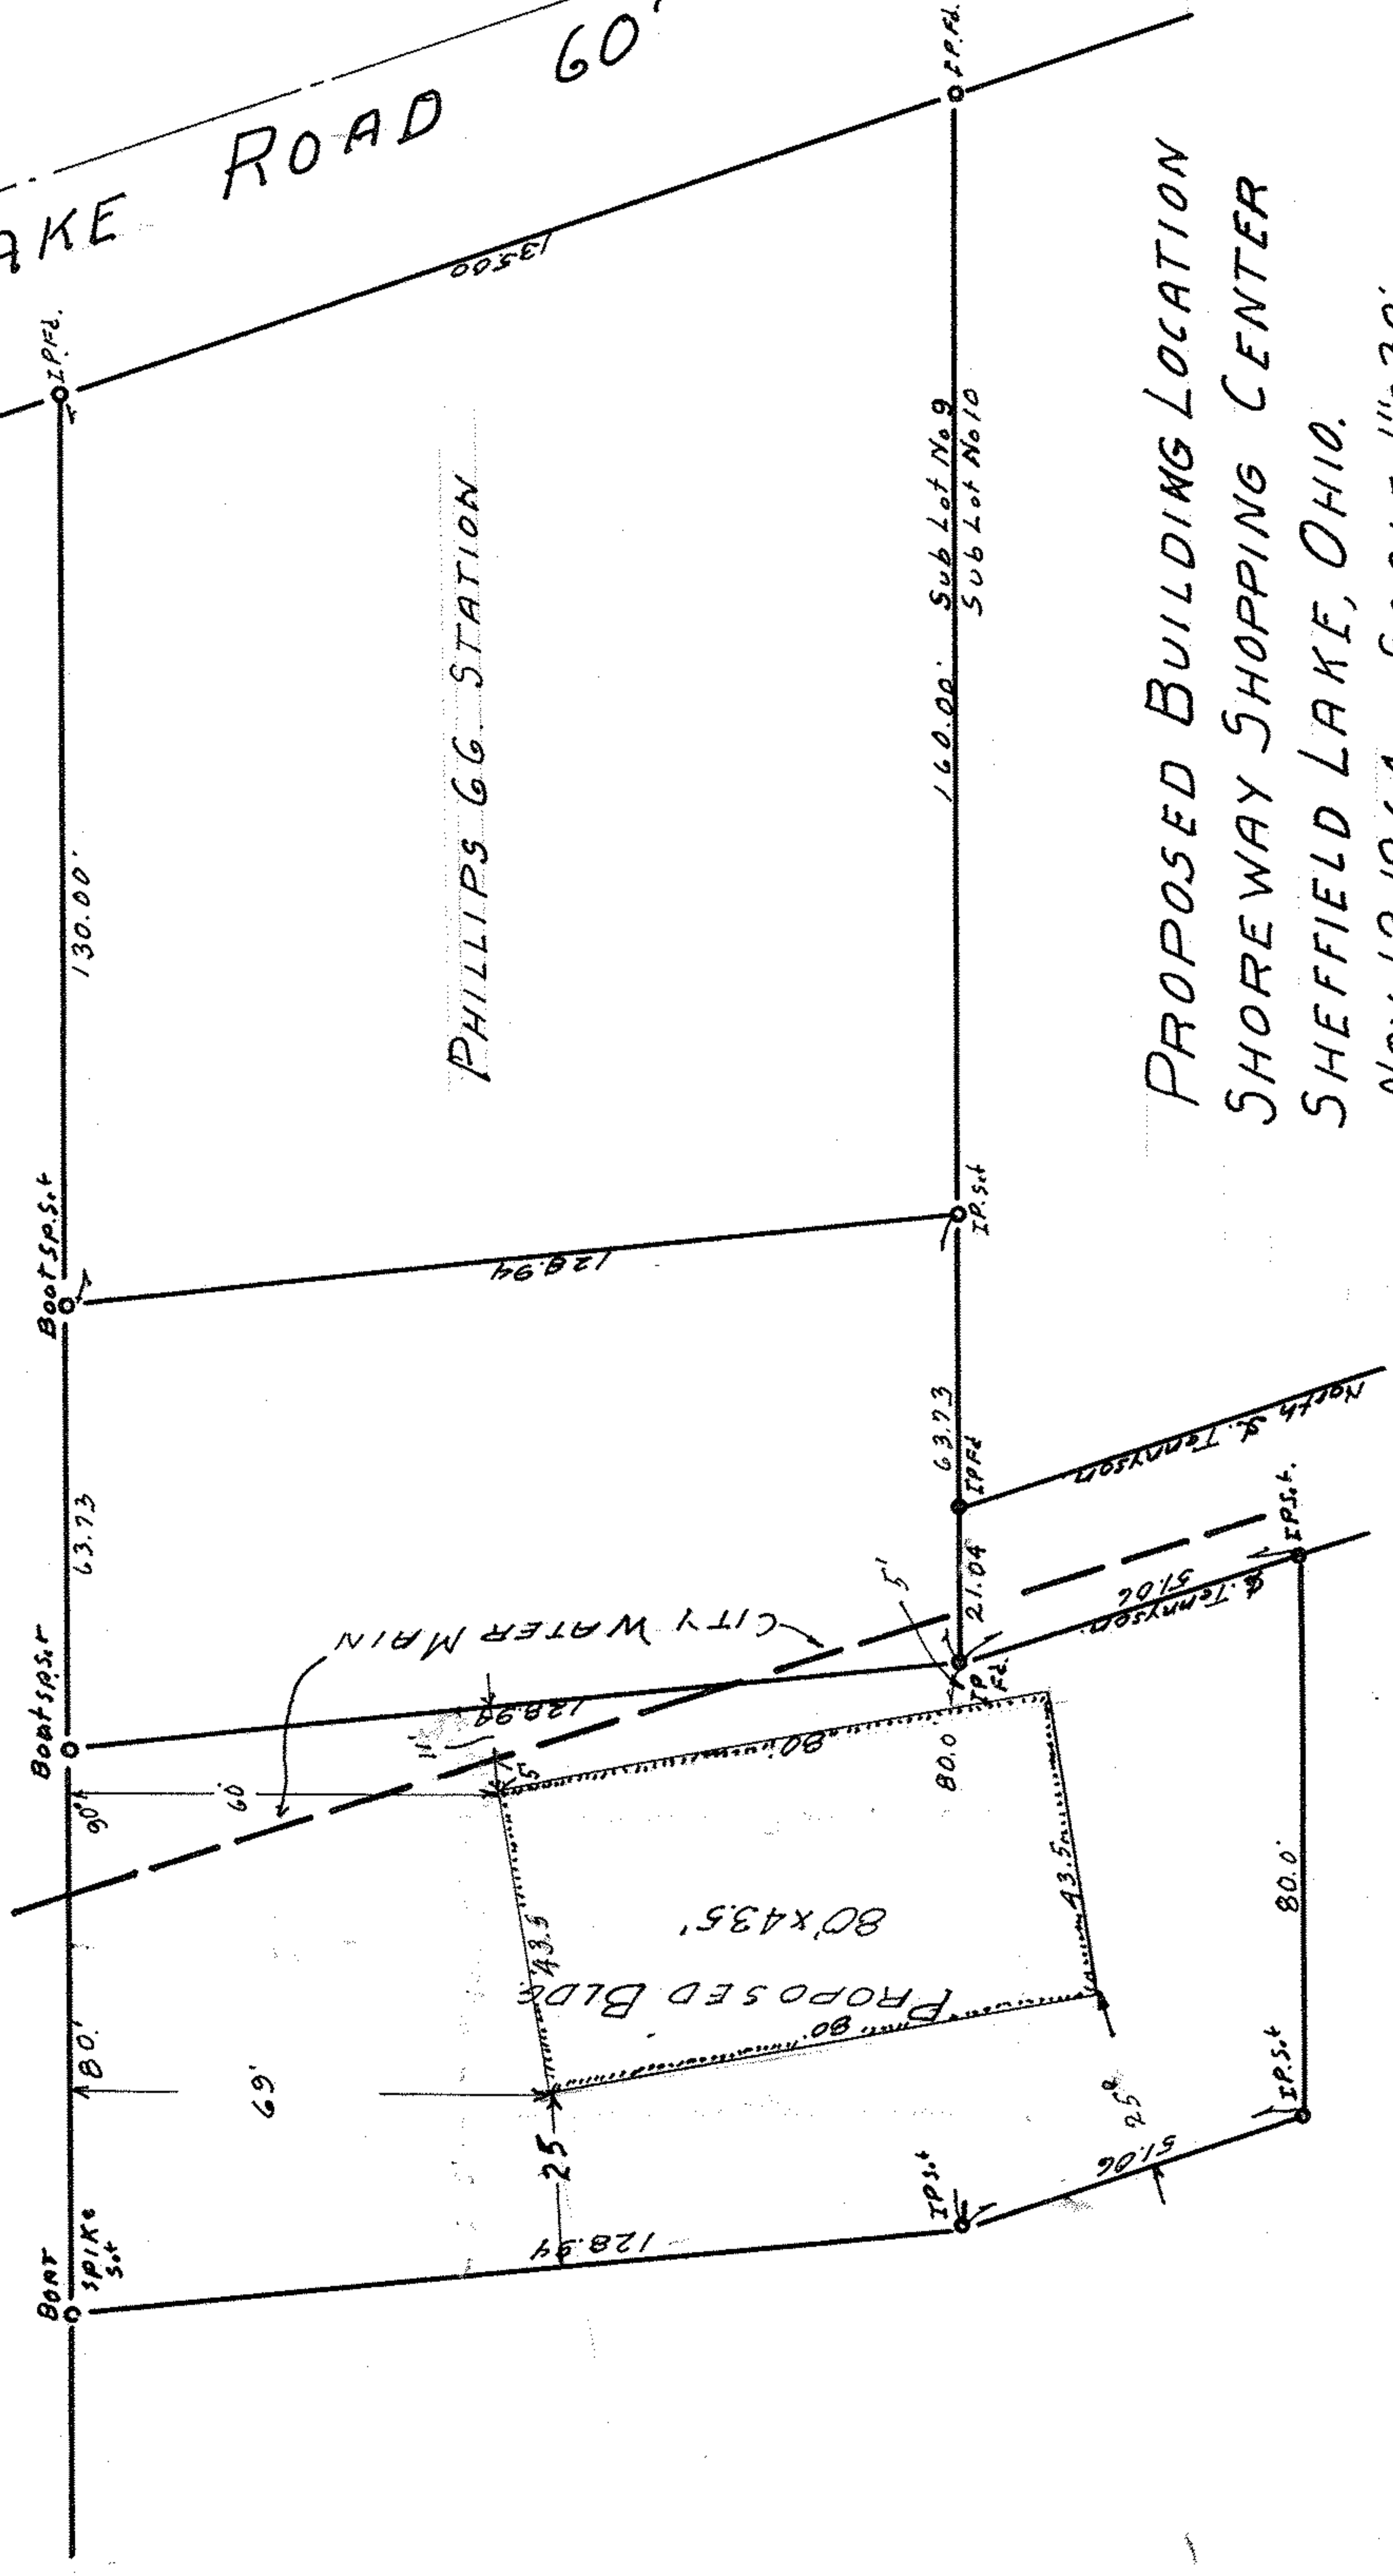 ROAD 60'
I.P.Fd.
I.P.Fd.
135.00
130.00'
PHILLIPS 66 STATION
Sub Lot No 9
160.00'
Sub Lot No 10
Boat Sp. Set
128.94
I.P. Set
63.73
63.73
I P Fd
21.04
North L. Tennyson
Boat Sp. Set
CITY WATER MAIN
128.94
11'
5'
5'
I P Fd.
51.06
L. Tennyson
I P Set.
90°
60'
80'
80.0
43.5
43.5
80'x43.5'
PROPOSED BLDG
80'
80'
69'
25
25'
80.0'
BOAT SPIKE Set
128.94
I P Set
51.06
I P. Set
PROPOSED BUILDING LOCATION
SHOREWAY SHOPPING CENTER
SHEFFIELD LAKE, OHIO.